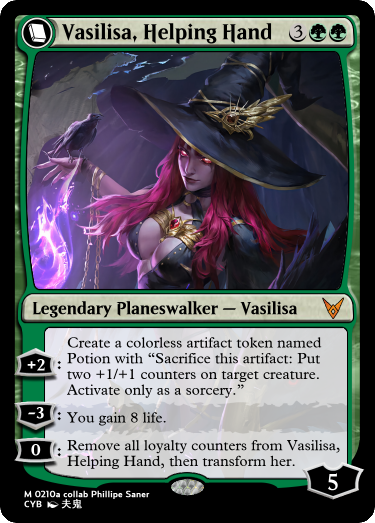 Vasilisa, Helping Hand 3
Legendary Planeswalker — Vasilisa
+2: Create a colorless artifact token named
Potion with “Sacrifice this artifact: Put
two +1/+1 counters on target creature.
Activate only as a sorcery.”
-3: You gain 8 life.
0: Remove all loyalty counters from Vasilisa,
Helping Hand, then transform her.
5
M 0210a collab Phillipe Saner
CYB 夫鬼